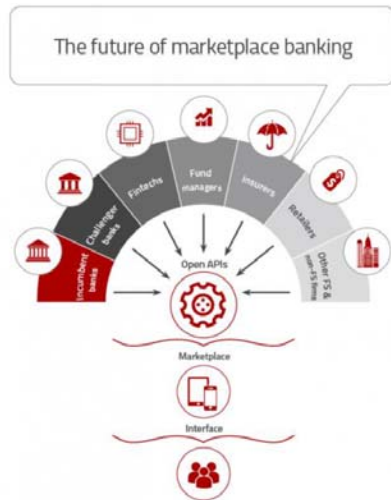 The future of marketplace banking
Incumbent
banks
Challenger
banks
Fintechs
Fund
managers
Insurers
Retailers
Other FS &
non-FS firms
Open APIs
Marketplace
Interface